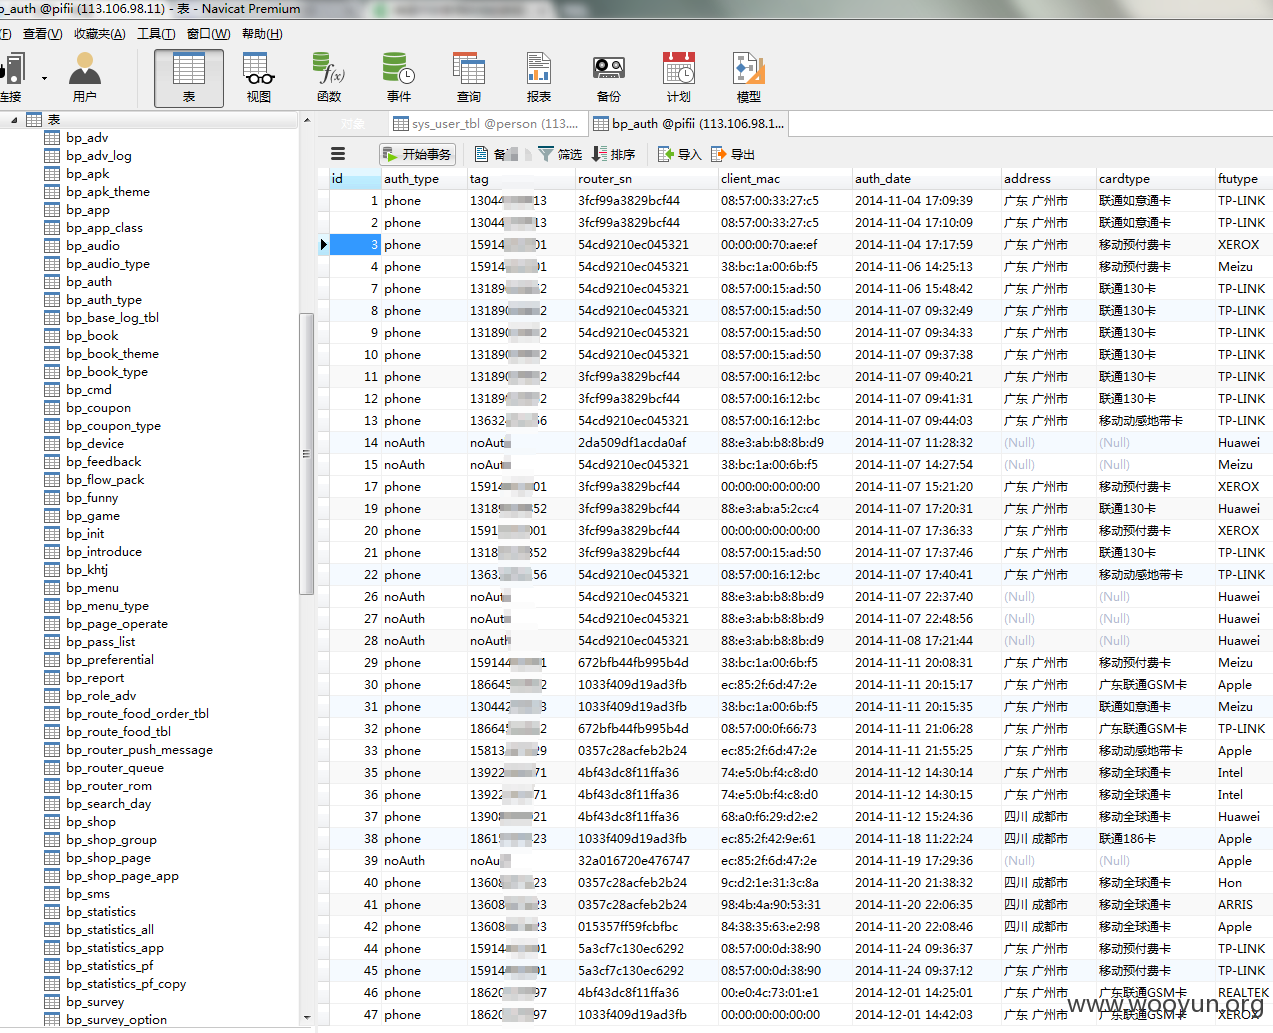 p_auth @pifii (113.106.98.11) - 表 - Navicat Premium
(F) 查看(V) 收藏夹(A) 工具(T) 窗口(W) 帮助(H)
连接 用户 表 视图 函数 事件 查询 报表 备份 计划 模型
表
bp_adv
bp_adv_log
bp_apk
bp_apk_theme
bp_app
bp_app_class
bp_audio
bp_audio_type
bp_auth
bp_auth_type
bp_base_log_tbl
bp_book
bp_book_theme
bp_book_type
bp_cmd
bp_coupon
bp_coupon_type
bp_device
bp_feedback
bp_flow_pack
bp_funny
bp_game
bp_init
bp_introduce
bp_khtj
bp_menu
bp_menu_type
bp_page_operate
bp_pass_list
bp_preferential
bp_report
bp_role_adv
bp_route_food_order_tbl
bp_route_food_tbl
bp_router_push_message
bp_router_queue
bp_router_rom
bp_search_day
bp_shop
bp_shop_group
bp_shop_page
bp_shop_page_app
bp_sms
bp_statistics
bp_statistics_all
bp_statistics_app
bp_statistics_pf
bp_statistics_pf_copy
bp_survey
bp_survey_option
对象 sys_user_tbl @person (113.... bp_auth @pifii (113.106.98.1...
开始事务 备 筛选 排序 导入 导出
id auth_type tag router_sn client_mac auth_date address cardtype ftutype
1 phone 13044 13 3fcf99a3829bcf44 08:57:00:33:27:c5 2014-11-04 17:09:39 广东 广州市 联通如意通卡 TP-LINK
2 phone 13044 13 3fcf99a3829bcf44 08:57:00:33:27:c5 2014-11-04 17:10:09 广东 广州市 联通如意通卡 TP-LINK
3 phone 15914 01 54cd9210ec045321 00:00:00:70:ae:ef 2014-11-04 17:17:59 广东 广州市 移动预付费卡 XEROX
4 phone 15914 01 54cd9210ec045321 38:bc:1a:00:6b:f5 2014-11-06 14:25:13 广东 广州市 移动预付费卡 Meizu
7 phone 13189 2 54cd9210ec045321 08:57:00:15:ad:50 2014-11-06 15:48:42 广东 广州市 联通130卡 TP-LINK
8 phone 13189 2 54cd9210ec045321 08:57:00:15:ad:50 2014-11-07 09:32:49 广东 广州市 联通130卡 TP-LINK
9 phone 13189 2 54cd9210ec045321 08:57:00:15:ad:50 2014-11-07 09:34:33 广东 广州市 联通130卡 TP-LINK
10 phone 13189 2 54cd9210ec045321 08:57:00:15:ad:50 2014-11-07 09:37:38 广东 广州市 联通130卡 TP-LINK
11 phone 13189 2 3fcf99a3829bcf44 08:57:00:16:12:bc 2014-11-07 09:40:21 广东 广州市 联通130卡 TP-LINK
12 phone 13189 2 3fcf99a3829bcf44 08:57:00:16:12:bc 2014-11-07 09:41:31 广东 广州市 联通130卡 TP-LINK
13 phone 13632 56 54cd9210ec045321 08:57:00:16:12:bc 2014-11-07 09:44:03 广东 广州市 移动动感地带卡 TP-LINK
14 noAuth noAut 2da509df1acda0af 88:e3:ab:b8:8b:d9 2014-11-07 11:28:32 (Null) (Null) Huawei
15 noAuth noAut 54cd9210ec045321 38:bc:1a:00:6b:f5 2014-11-07 14:27:54 (Null) (Null) Meizu
17 phone 15914 01 3fcf99a3829bcf44 00:00:00:00:00:00 2014-11-07 15:21:20 广东 广州市 移动预付费卡 XEROX
19 phone 1318 52 3fcf99a3829bcf44 88:e3:ab:a5:2c:c4 2014-11-07 17:20:31 广东 广州市 联通130卡 Huawei
20 phone 1591 001 3fcf99a3829bcf44 00:00:00:00:00:00 2014-11-07 17:36:33 广东 广州市 移动预付费卡 XEROX
21 phone 1318 352 3fcf99a3829bcf44 08:57:00:15:ad:50 2014-11-07 17:37:46 广东 广州市 联通130卡 TP-LINK
22 phone 1363 56 54cd9210ec045321 08:57:00:16:12:bc 2014-11-07 17:40:41 广东 广州市 移动动感地带卡 TP-LINK
26 noAuth noAut 54cd9210ec045321 88:e3:ab:b8:8b:d9 2014-11-07 22:37:40 (Null) (Null) Huawei
27 noAuth noAut 54cd9210ec045321 88:e3:ab:b8:8b:d9 2014-11-07 22:48:56 (Null) (Null) Huawei
28 noAuth noAut 54cd9210ec045321 88:e3:ab:b8:8b:d9 2014-11-08 17:21:44 (Null) (Null) Huawei
29 phone 15914 1 672bfb44fb995b4d 38:bc:1a:00:6b:f5 2014-11-11 20:08:31 广东 广州市 移动预付费卡 Meizu
30 phone 18664 2 1033f409d19ad3fb ec:85:2f:6d:47:2e 2014-11-11 20:15:17 广东 广州市 广东联通GSM卡 Apple
31 phone 13044 3 1033f409d19ad3fb 38:bc:1a:00:6b:f5 2014-11-11 20:15:35 广东 广州市 联通如意通卡 Meizu
32 phone 18664 2 672bfb44fb995b4d 08:57:00:0f:66:73 2014-11-11 21:06:28 广东 广州市 广东联通GSM卡 TP-LINK
33 phone 15813 29 0357c28acfeb2b24 ec:85:2f:6d:47:2e 2014-11-11 21:55:25 广东 广州市 移动动感地带卡 Apple
35 phone 13922 71 4bf43dc8f11ffa36 74:e5:0b:f4:c8:d0 2014-11-12 14:30:14 广东 广州市 移动全球通卡 Intel
36 phone 13922 71 4bf43dc8f11ffa36 74:e5:0b:f4:c8:d0 2014-11-12 14:30:15 广东 广州市 移动全球通卡 Intel
37 phone 13908 21 4bf43dc8f11ffa36 68:a0:f6:29:d2:e2 2014-11-12 15:24:36 四川 成都市 移动全球通卡 Huawei
38 phone 1861 23 1033f409d19ad3fb ec:85:2f:42:9e:61 2014-11-18 11:22:24 四川 成都市 联通186卡 Apple
39 noAuth noAu 32a016720e476747 ec:85:2f:6d:47:2e 2014-11-19 17:29:36 (Null) (Null) Apple
40 phone 13608 23 0357c28acfeb2b24 9c:d2:1e:31:3c:8a 2014-11-20 21:38:32 四川 成都市 移动全球通卡 Hon
41 phone 13608 23 0357c28acfeb2b24 98:4b:4a:90:53:31 2014-11-20 22:06:35 四川 成都市 移动全球通卡 ARRIS
42 phone 13608 23 015357ff59fcbfbc 84:38:35:63:e2:98 2014-11-20 22:08:46 四川 成都市 移动全球通卡 Apple
44 phone 15914 01 5a3cf7c130ec6292 08:57:00:0d:38:90 2014-11-24 09:36:37 广东 广州市 移动预付费卡 TP-LINK
45 phone 15914 01 5a3cf7c130ec6292 08:57:00:0d:38:90 2014-11-24 09:37:12 广东 广州市 移动预付费卡 TP-LINK
46 phone 18620 97 1033f409d19ad3fb 00:e0:4c:73:01:e1 2014-12-01 14:25:01 广东 广州市 广东联通GSM卡 REALTEK
47 phone 18620 97 1033f409d19ad3fb 00:00:00:00:00:00 2014-12-01 14:42:03 广东 广州市 广东联通GSM卡 XEROX
www.wooyun.org